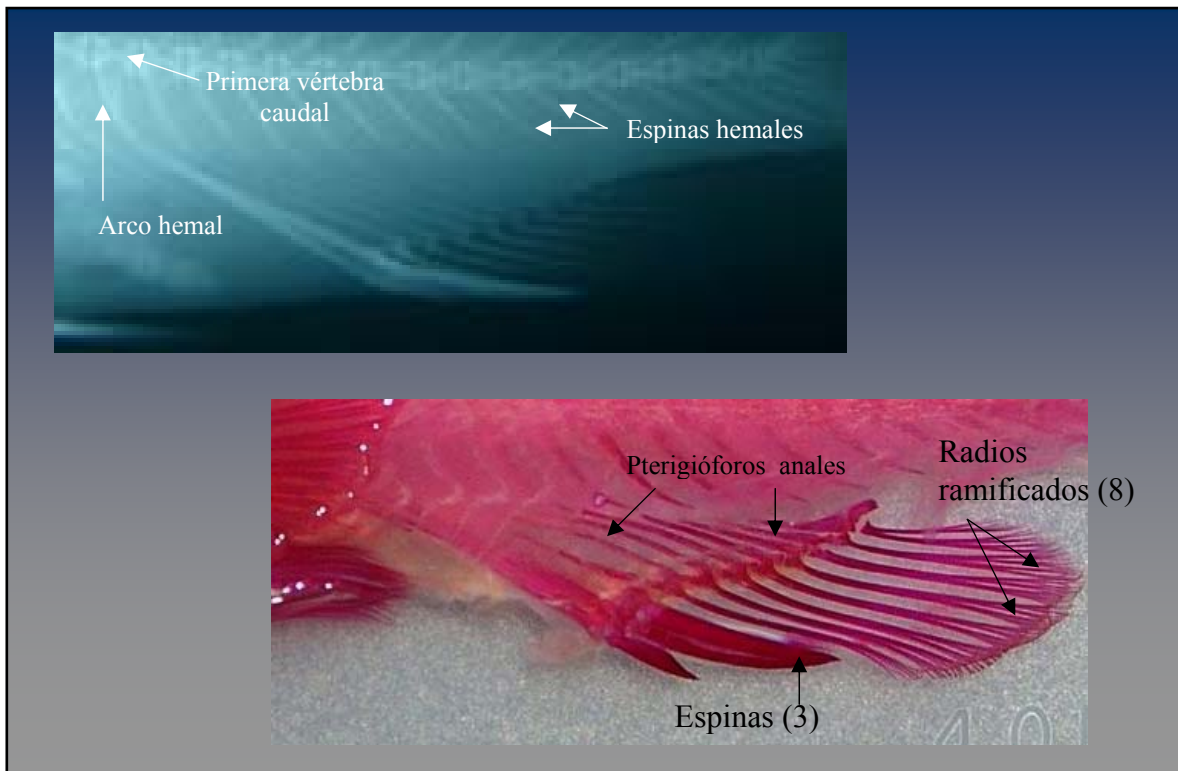 Primera vértebra
caudal
Espinas hemales
Arco hemal
Pterigióforos anales
Radios
ramificados (8)
Espinas (3)